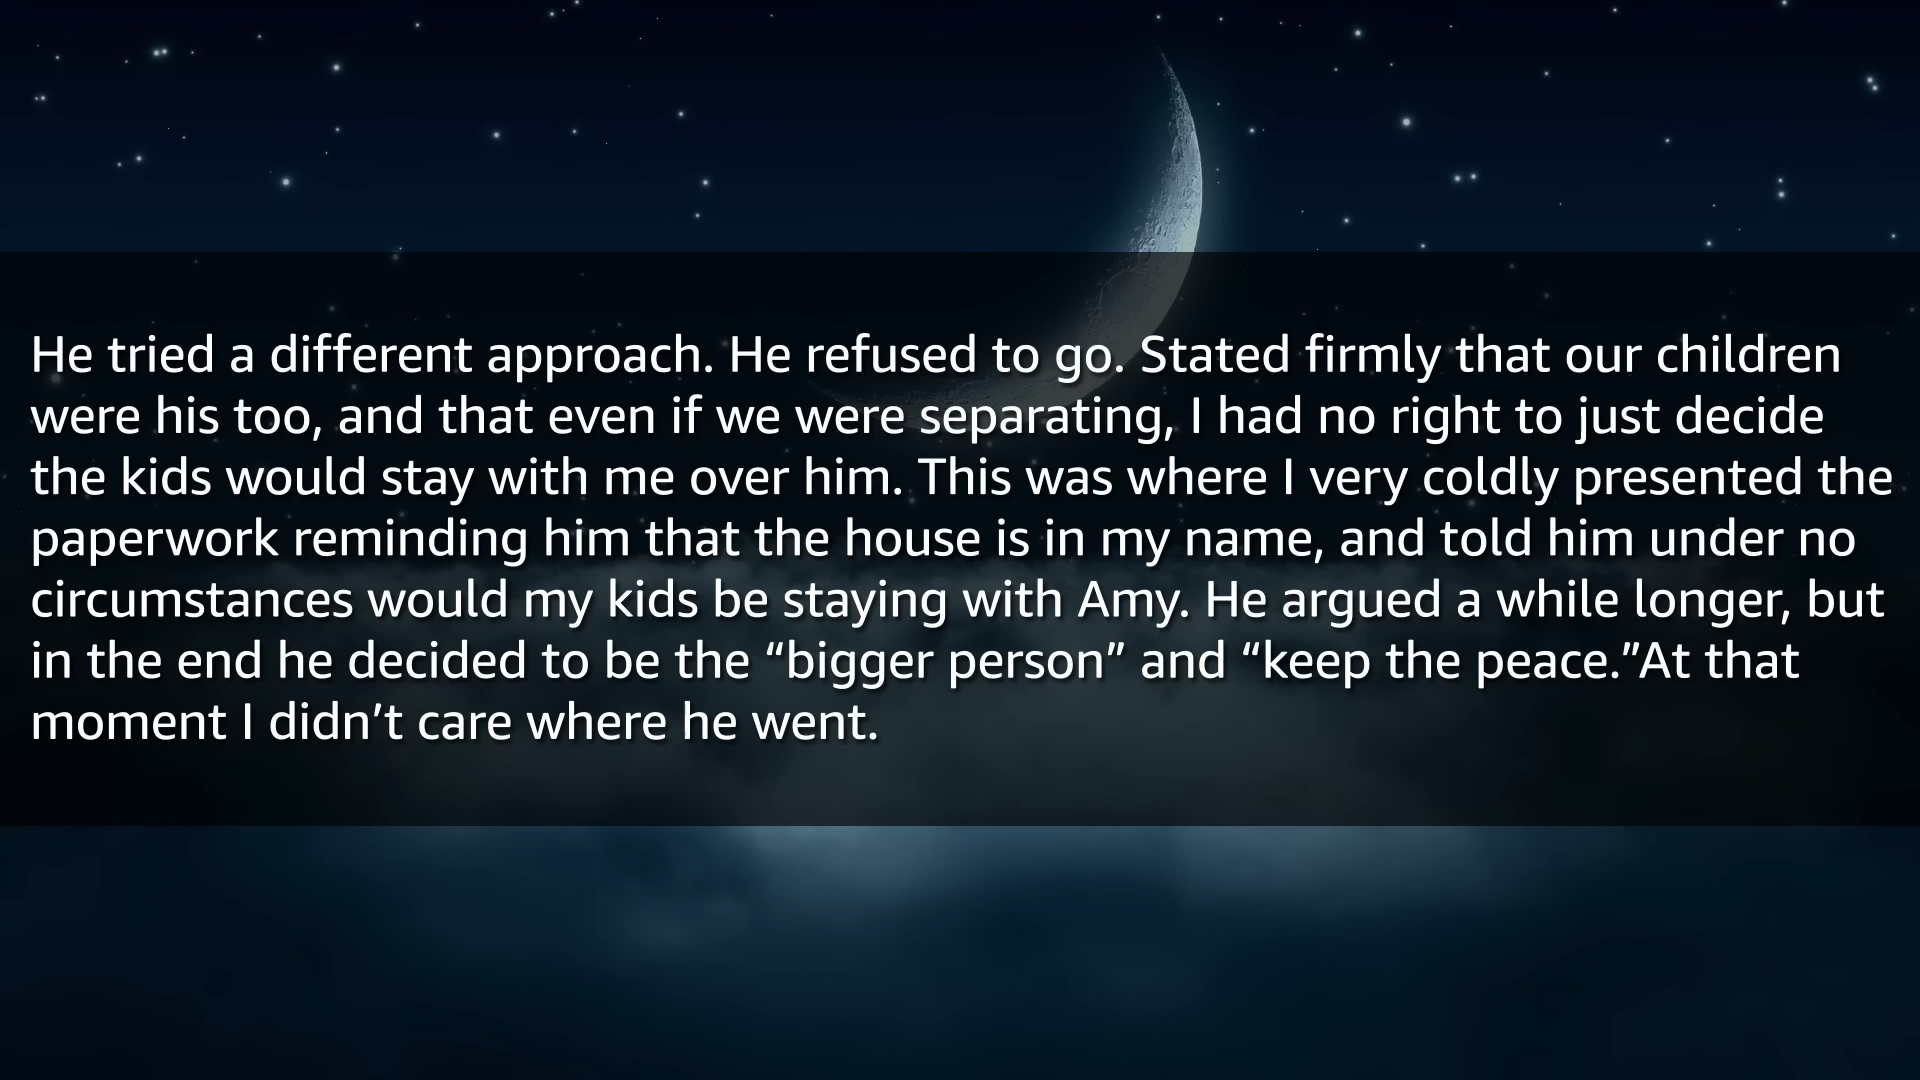 He tried a different approach. He refused to go. Stated firmly that our children
were his too, and that even if we were separating, I had no right to just decide
the kids would stay with me over him. This was where I very coldly presented the
paperwork reminding him that the house is in my name, and told him under no
circumstances would my kids be staying with Amy. He argued a while longer, but
in the end he decided to be the “bigger person” and “keep the peace.”At that
moment I didn’t care where he went.